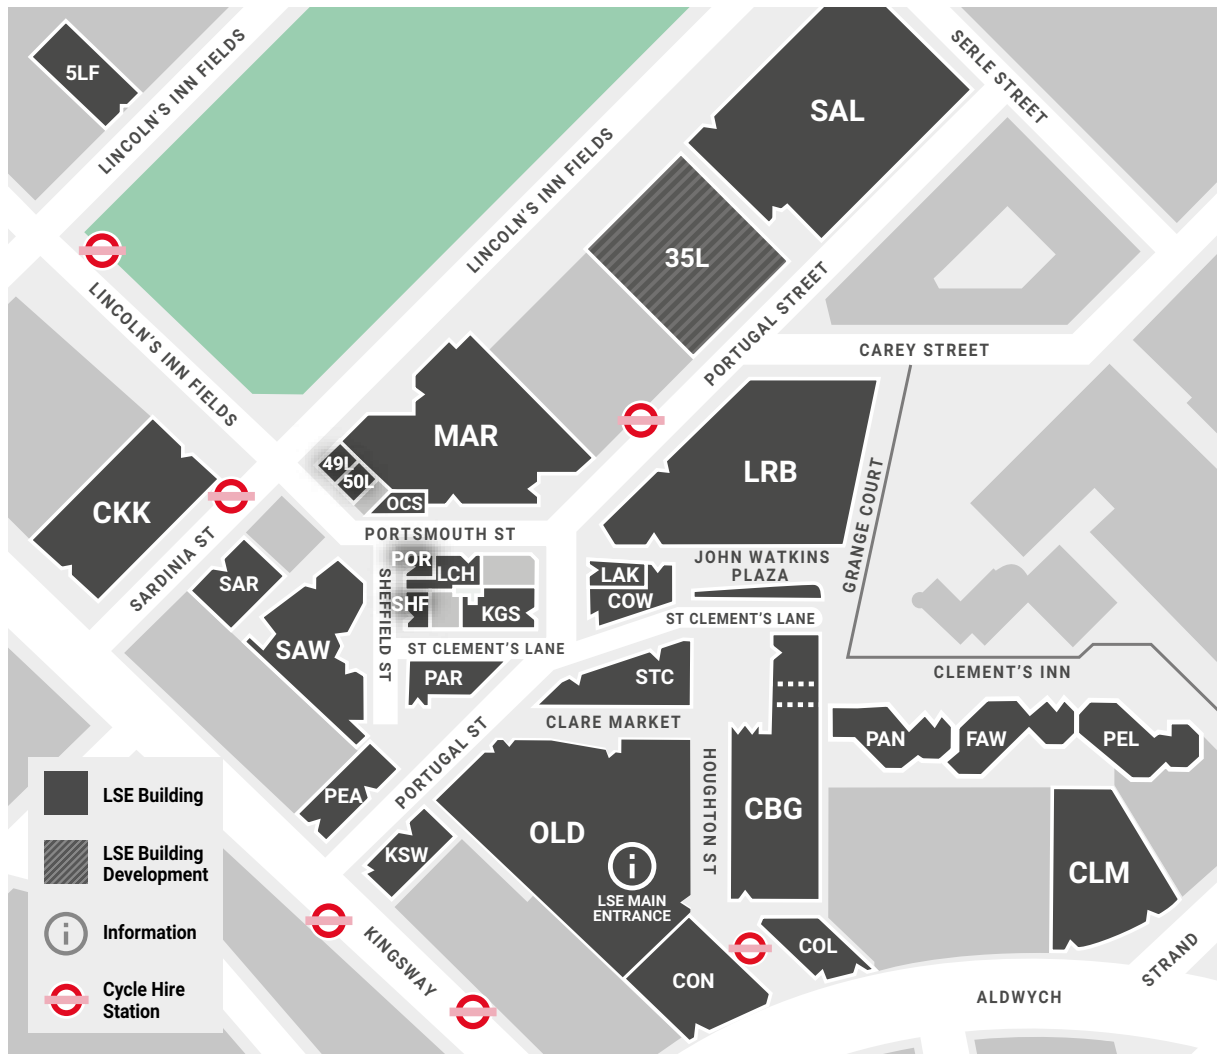 LINCOLN'S INN FIELDS
SERLE STREET
5LF
SAL
LINCOLN'S INN FIELDS
35L
PORTUGAL STREET
LINCOLN'S INN FIELDS
CAREY STREET
MAR
49L
50L
OCS
LRB
CKK
GRANGE COURT
SARDINIA ST
PORTSMOUTH ST
POR
LCH
JOHN WATKINS
PLAZA
SAR
SHEFFIELD ST
LAK
COW
SHF
KGS
ST CLEMENT'S LANE
SAW
ST CLEMENT'S LANE
PAR
STC
CLEMENT'S INN
CLARE MARKET
PAN
FAW
PEL
PORTUGAL ST
PEA
HOUGHTON ST
CBG
OLD
KSW
CLM
LSE MAIN
ENTRANCE
COL
CON
KINGSWAY
STRAND
ALDWYCH
LSE Building
LSE Building
Development
Information
Cycle Hire
Station